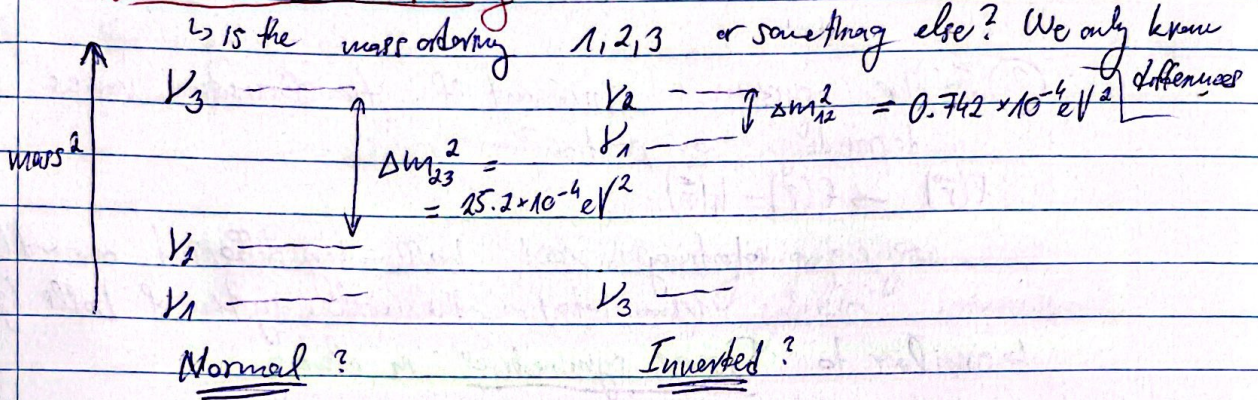 ↳ is the mass ordering 1,2,3 or something else? We only know
differences
ν3 ν2 Δm²12 = 0.742×10⁻⁴ eV²
mass² ν1
Δm²23 =
= 25.2×10⁻⁴ eV²
ν2
ν1 ν3
Normal ? Inverted ?